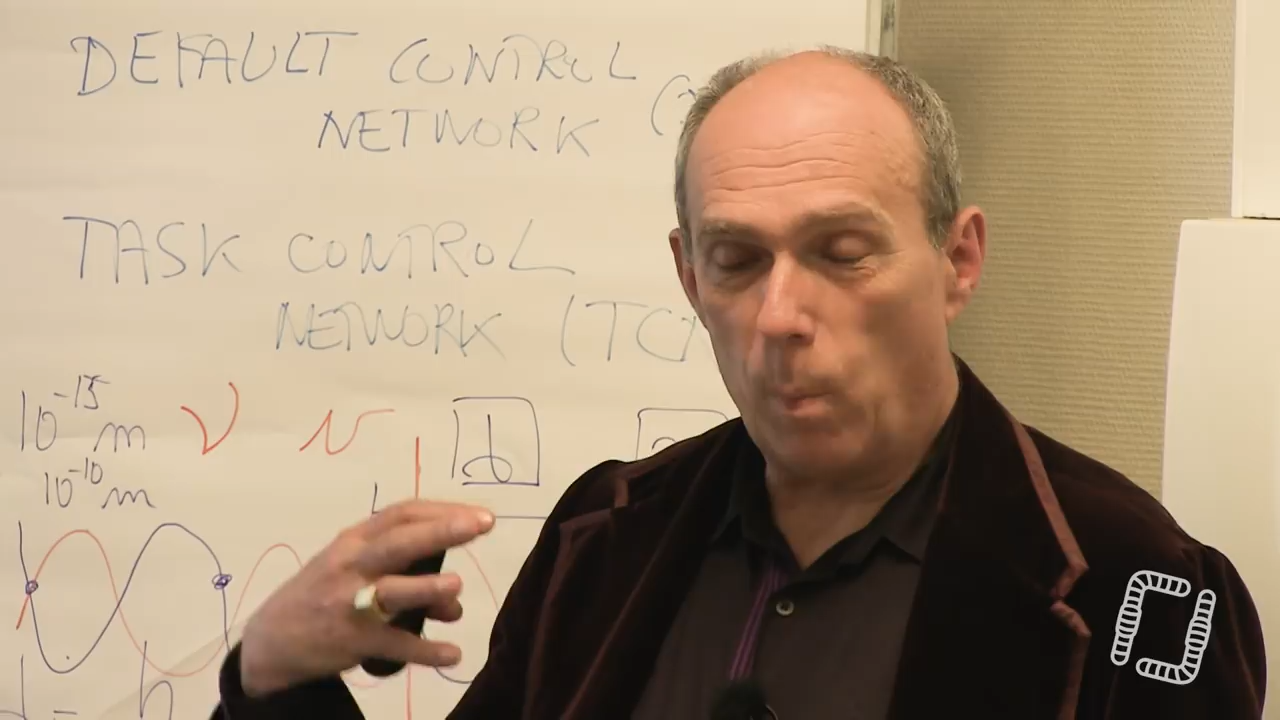 DEFAULT CONTROL
NETWORK (
TASK CONTROL
NETWORK (TC
10⁻¹⁵ m
10⁻¹⁰ m